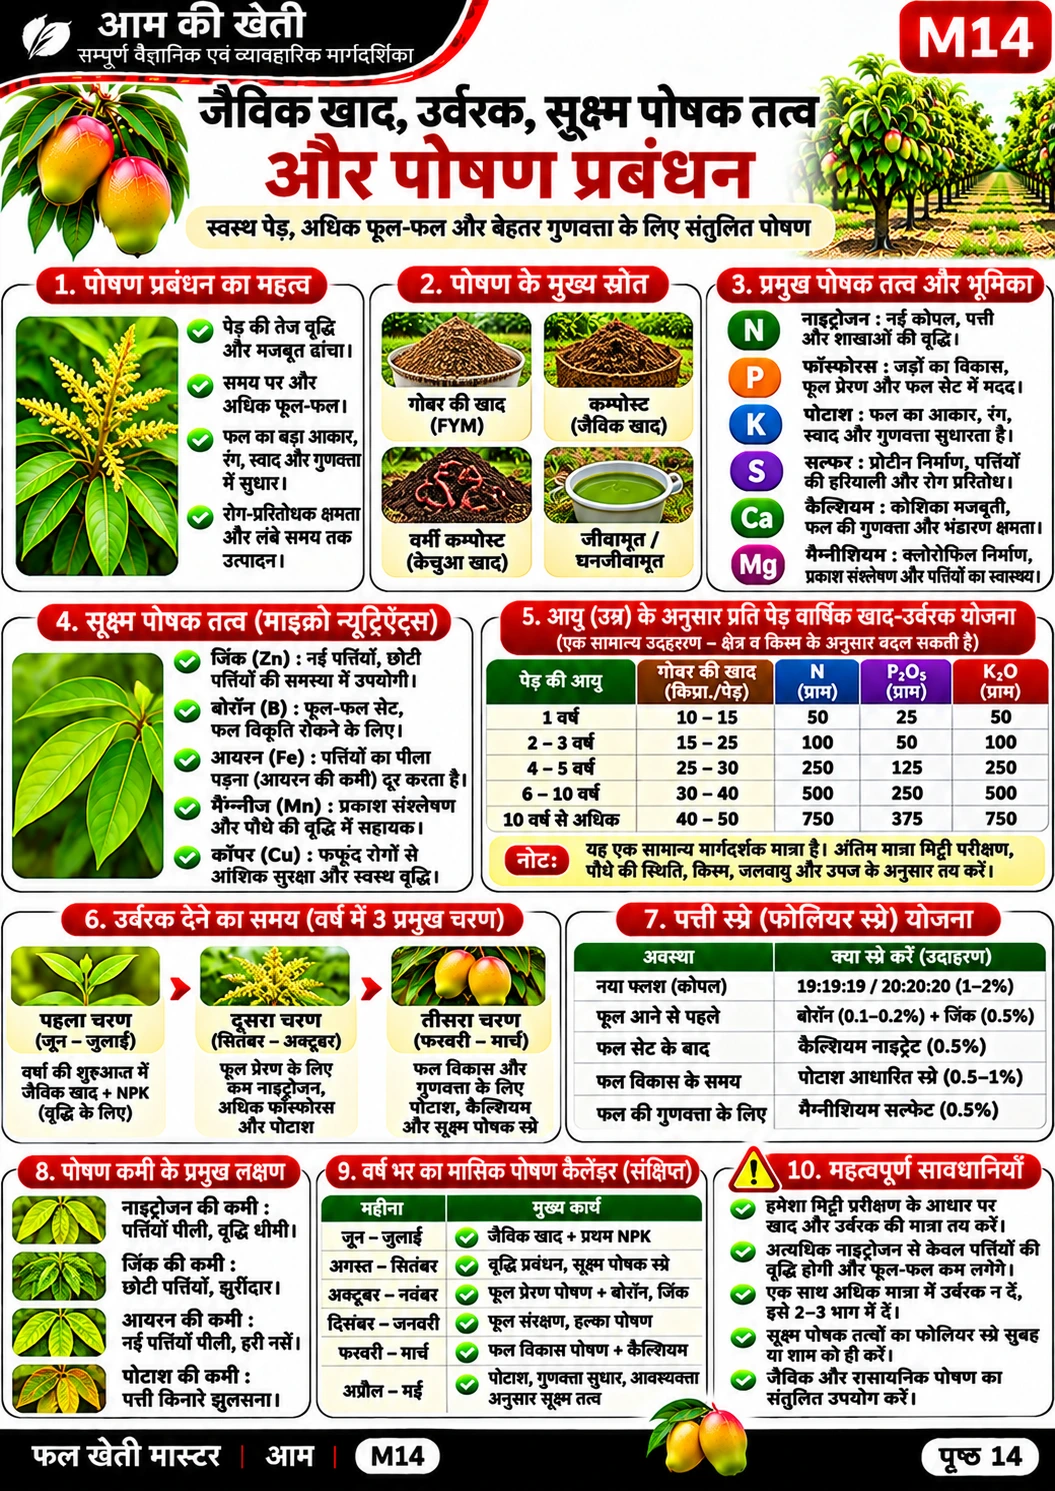 आम की खेती
सम्पूर्ण वैज्ञानिक एवं व्यावहारिक मार्गदर्शिका
M14
जैविक खाद, उर्वरक, सूक्ष्म पोषक तत्व
और पोषण प्रबंधन
स्वस्थ पेड़, अधिक फूल-फल और बेहतर गुणवत्ता के लिए संतुलित पोषण
1. पोषण प्रबंधन का महत्व
पेड़ की तेज वृद्धि
और मजबूत ढांचा।
समय पर और
अधिक फूल-फल।
फल का बड़ा आकार,
रंग, स्वाद और गुणवत्ता
में सुधार।
रोग-प्ररितोधक क्षमता
और लंबे समय तक
उत्पादन।
2. पोषण के मुख्य स्रोत
गोबर की खाद
(FYM)
कम्पोस्ट
(जैविक खाद)
वर्मी कम्पोस्ट
(केचुआ खाद)
जीवामृत /
घनजीवामृत
3. प्रमुख पोषक तत्व और भूमिका
N
नाइट्रोजन : नई कोपल, पत्ती
और शाखाओं की वृद्धि।
P
फॉस्फोरस : जड़ों का विकास,
फूल प्रेरण और फल सेट में मदद।
K
पोटाश : फल का आकार, रंग,
स्वाद और गुणवत्ता सुधारता है।
S
सल्फर : प्रोटीन निर्माण, पत्तियों
की हरियाली और रोग प्ररितोध।
Ca
कैल्शियम : कोशिका मजबूती,
फल की गुणवत्ता और भंडारण क्षमता।
Mg
मैग्नीशियम : क्लोरोफिल निर्माण,
प्रकाश संश्लेषण और पत्तियों का स्वास्थ्य।
4. सूक्ष्म पोषक तत्व (माइक्रो न्यूट्रिएंट्स)
जिंक (Zn) : नई पत्तियों, छोटी
पत्तियों की समस्या में उपयोगी।
बोरॉन (B) : फूल-फल सेट,
फल विकृति रोकने के लिए।
आयरन (Fe) : पत्तियों का पीला
पड़ना (आयरन की कमी) दूर करता है।
मैंग्नीज (Mn) : प्रकाश संश्लेषण
और पौधे की वृद्धि में सहायक।
कॉपर (Cu) : फफूंद रोगों से
आंशिक सुरक्षा और स्वस्थ वृद्धि।
5. आयु (उम्र) के अनुसार प्रति पेड़ वार्षिक खाद-उर्वरक योजना
(एक सामान्य उदहररण – क्षेत्र व किस्म के अनुसार बदल सकती है)
पेड़ की आयु गोवर की खाद (किप्रा./पेड़) N (प्राम) P₂O₅ (प्राम) K₂O (प्राम)
1 वर्ष 10 – 15 50 25 50
2 – 3 वर्ष 15 – 25 100 50 100
4 – 5 वर्ष 25 – 30 250 125 250
6 – 10 वर्ष 30 – 40 500 250 500
10 वर्ष से अधिक 40 – 50 750 375 750
नोट:
यह एक सामान्य मार्गदर्शक मात्रा है। अंतिम मात्रा मिट्टी परीक्षण,
पौधे की स्थिति, किस्म, जलवायु और उपज के अनुसार तय करें।
6. उर्बरक देने का समय (वर्ष में 3 प्रमुख चरण)
पहला चरण
(जून – जुलाई)
वर्षा की शुरुआत में
जैविक खाद + NPK
(वृद्धि के लिए)
दूसरा चरण
(सितंबर – अक्टूबर)
फूल प्रेरण के लिए
कम नाइट्रोजन,
अधिक फॉस्फोरस
और पोटाश
तीसरा चरण
(फरवरी – मार्च)
फल विकास और
गुणवत्ता के लिए
पोटाश, कैल्शियम
और सूक्ष्म पोषक स्प्रे
7. पत्ती स्प्रे (फोलियर स्प्रे) योजना
अवस्था क्या स्प्रे करें (उदाहरण)
नया फ्लश (कोपल) 19:19:19 / 20:20:20 (1–2%)
फूल आने से पहले बोरॉन (0.1–0.2%) + जिंक (0.5%)
फल सेट के बाद कैल्शियम नाइट्रेट (0.5%)
फल विकास के समय पोटाश आधारित स्प्रे (0.5–1%)
फल की गुणवत्ता के लिए मैग्नीशियम सल्फेट (0.5%)
8. पोषण कमी के प्रमुख लक्षण
नाइट्रोजन की कमी :
पत्तियों पीली, वृद्धि धीमी।
जिंक की कमी :
छोटी पत्तियों, झुर्रीदार।
आयरन की कमी :
नई पत्तियों पीली, हरी नसें।
पोटाश की कमी :
पत्ती किनारे झुलसना।
9. वर्ष भर का मासिक पोषण कैलेंड़र (संक्षिप्त)
महीना मुख्य कार्य
जून – जुलाई जैविक खाद + प्रथम NPK
अगस्त – सितंबर वृद्धि प्रवंधन, सूक्ष्म पोषक स्प्रे
अक्टूबर – नवंबर फूल प्रेरण पोषण + बोरॉन, जिंक
दिसंबर – जनवरी फूल संरक्षण, हल्का पोषण
फरवरी – मार्च फल विकास पोषण + कैल्शियम
अप्रैल – मई पोटाश, गुणवक्ता सुधार, आवस्यक्ता
अनुसार सूक्ष्म तत्व
10. महत्वपूर्ण सावधानियाँ
हमेशा मिट्टी परीक्षण के आधार पर
खाद और उर्वरक की मात्रा तय करें।
अत्यधिक नाइट्रोजन से केवल पत्तियों की
वृद्धि होगी और फूल-फल कम लगेगे।
एक साथ अधिक मात्रा में उर्वरक न दें,
इसे 2–3 भाग में दें।
सूक्ष्म पोषक तत्वों का फोलियर स्प्रे सुबह
या शाम को ही करें।
जैविक और रासायनिक पोषण का
संतुलित उपयोग करें।
फल खेती मास्टर | आम | M14
पृष्ठ 14